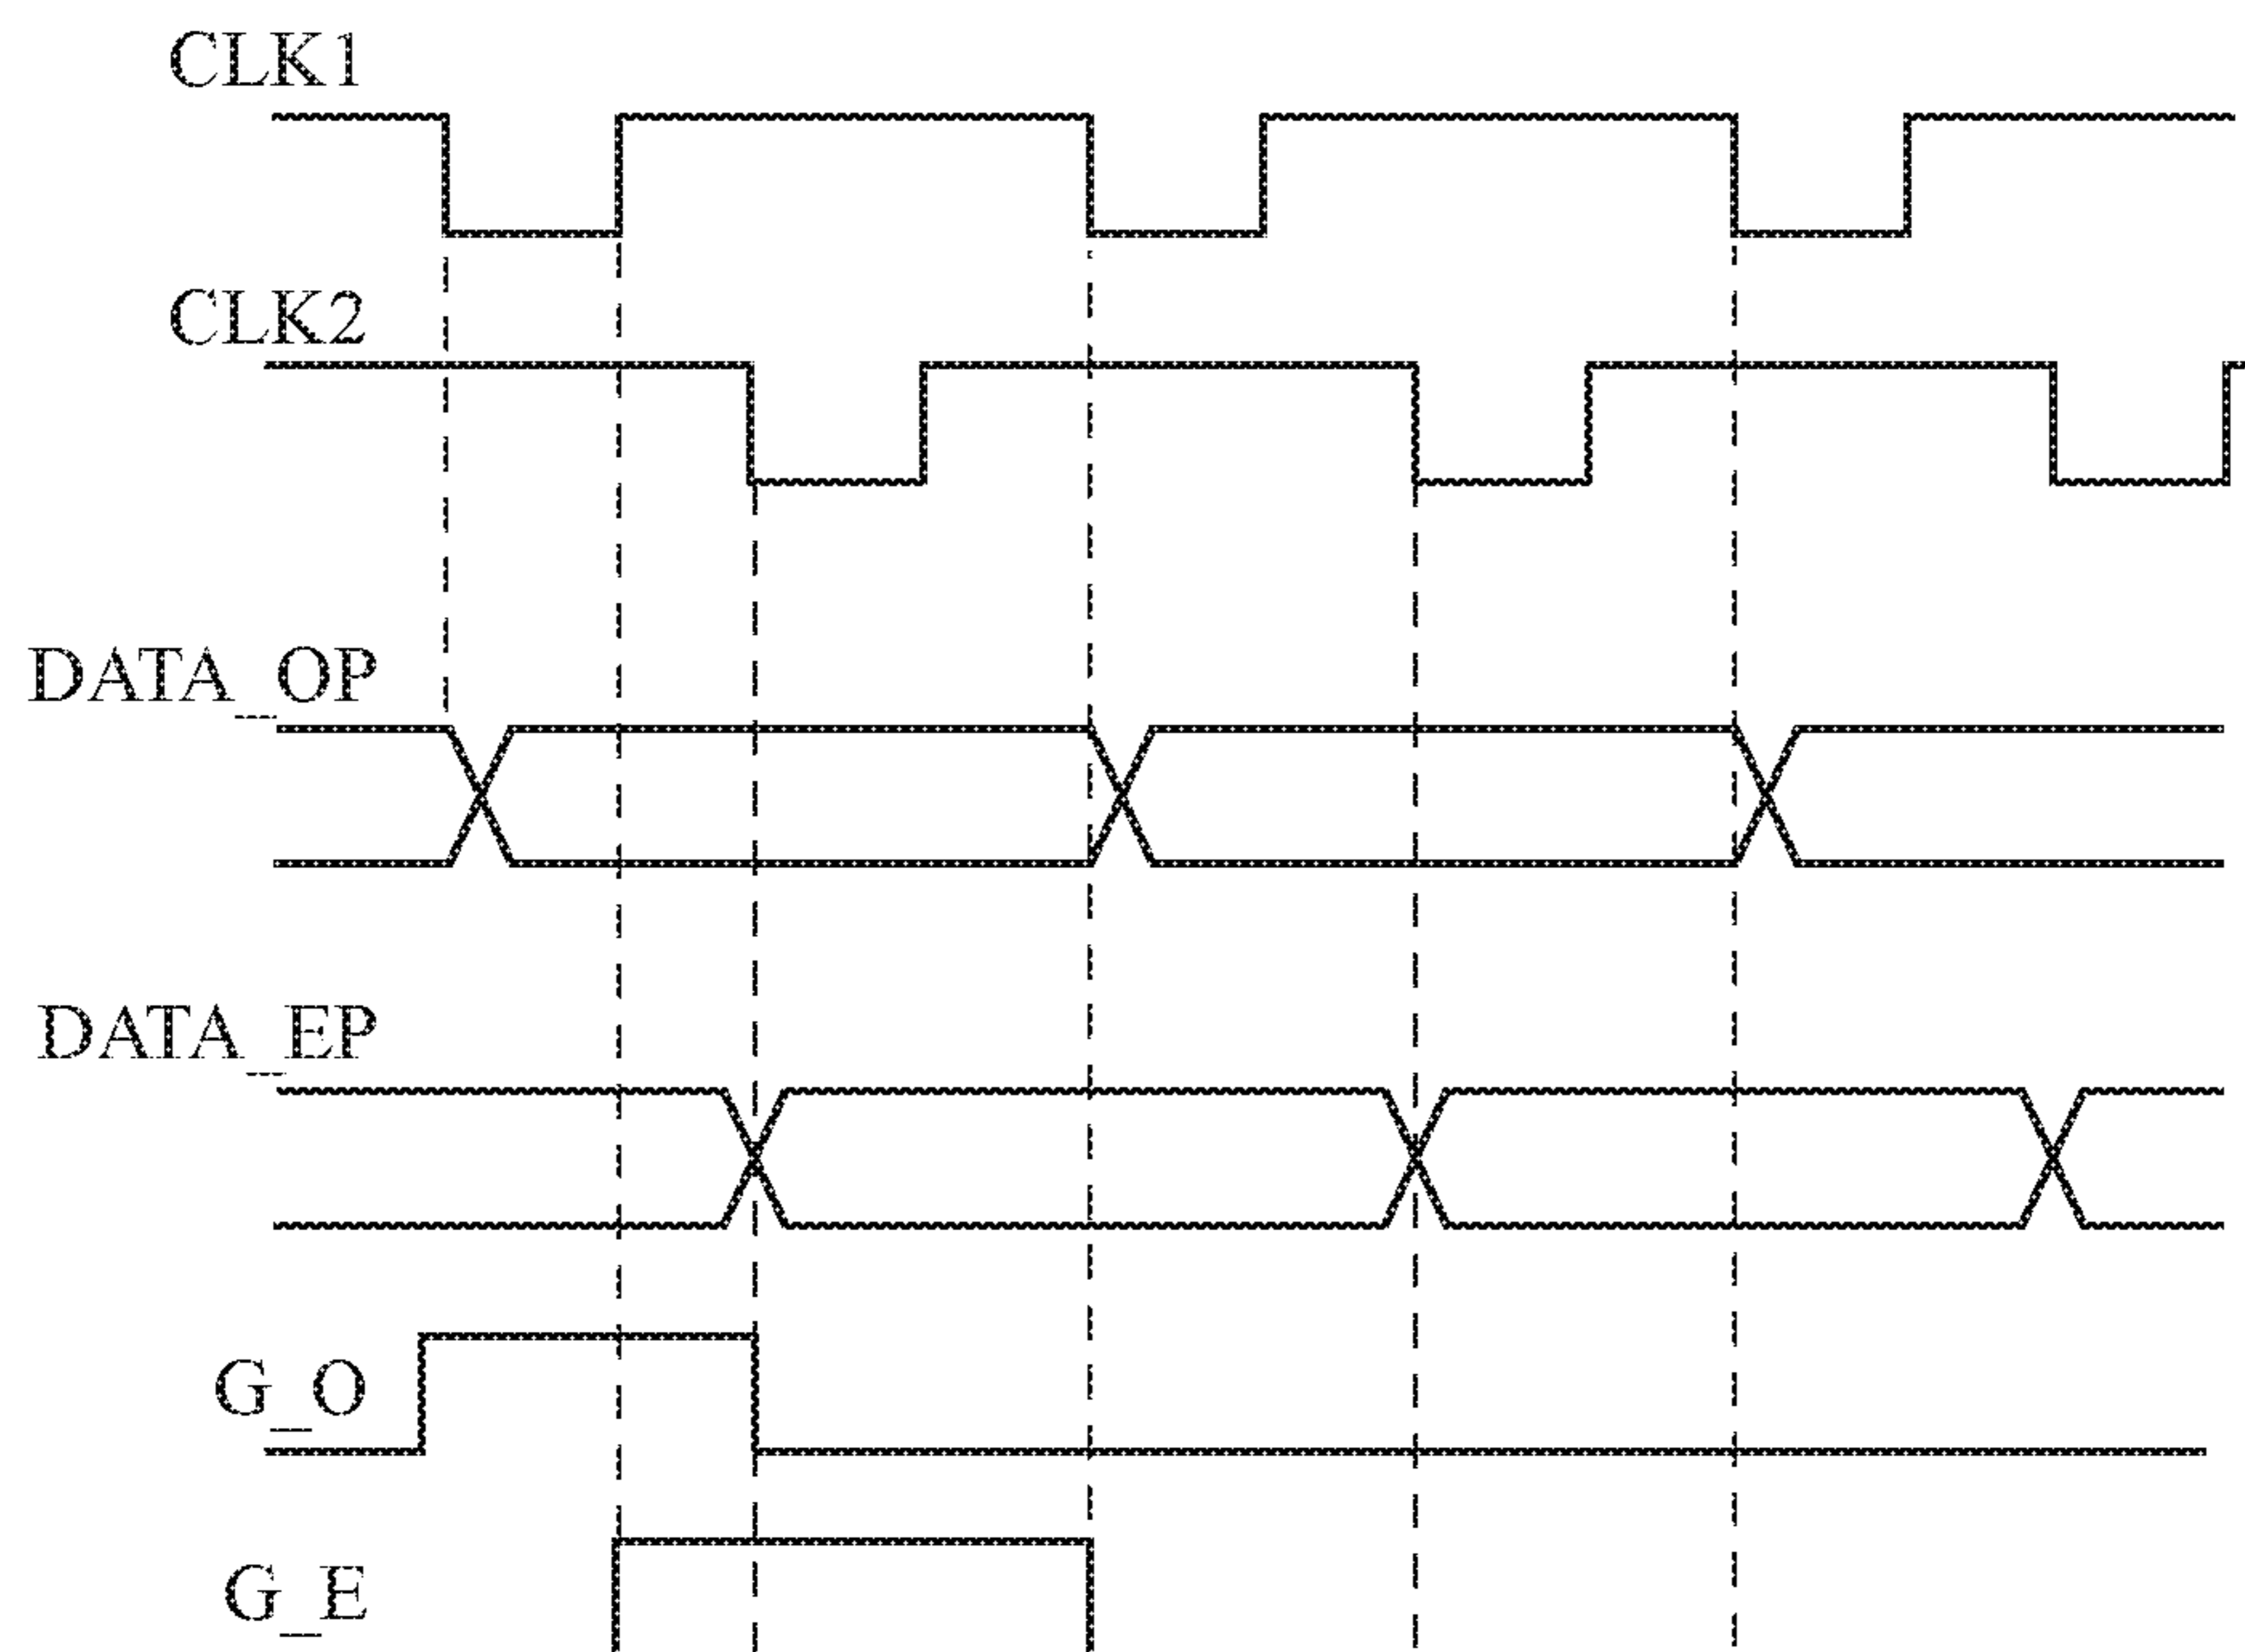 CLK1
CLK2
DATA_OP
DATA_EP
G_O
G_E